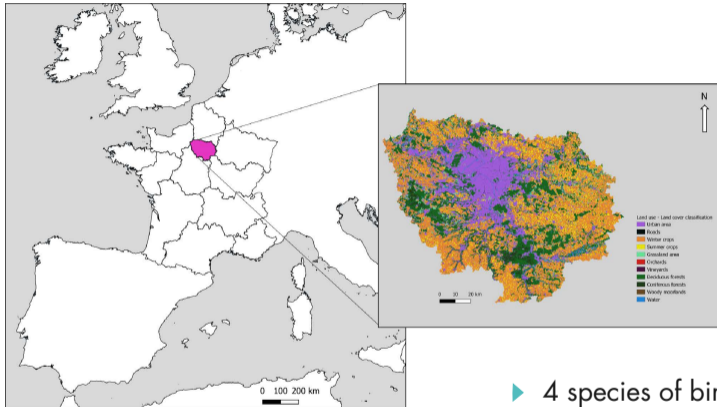 0 100 200 km
N
Land use - Land cover classification
Urban area
Roads
Winter crops
Summer crops
Grassland area
Orchards
Vineyards
Deciduous forests
Coniferous forests
Woody moorlands
Water
0 10 20 km
4 species of bir